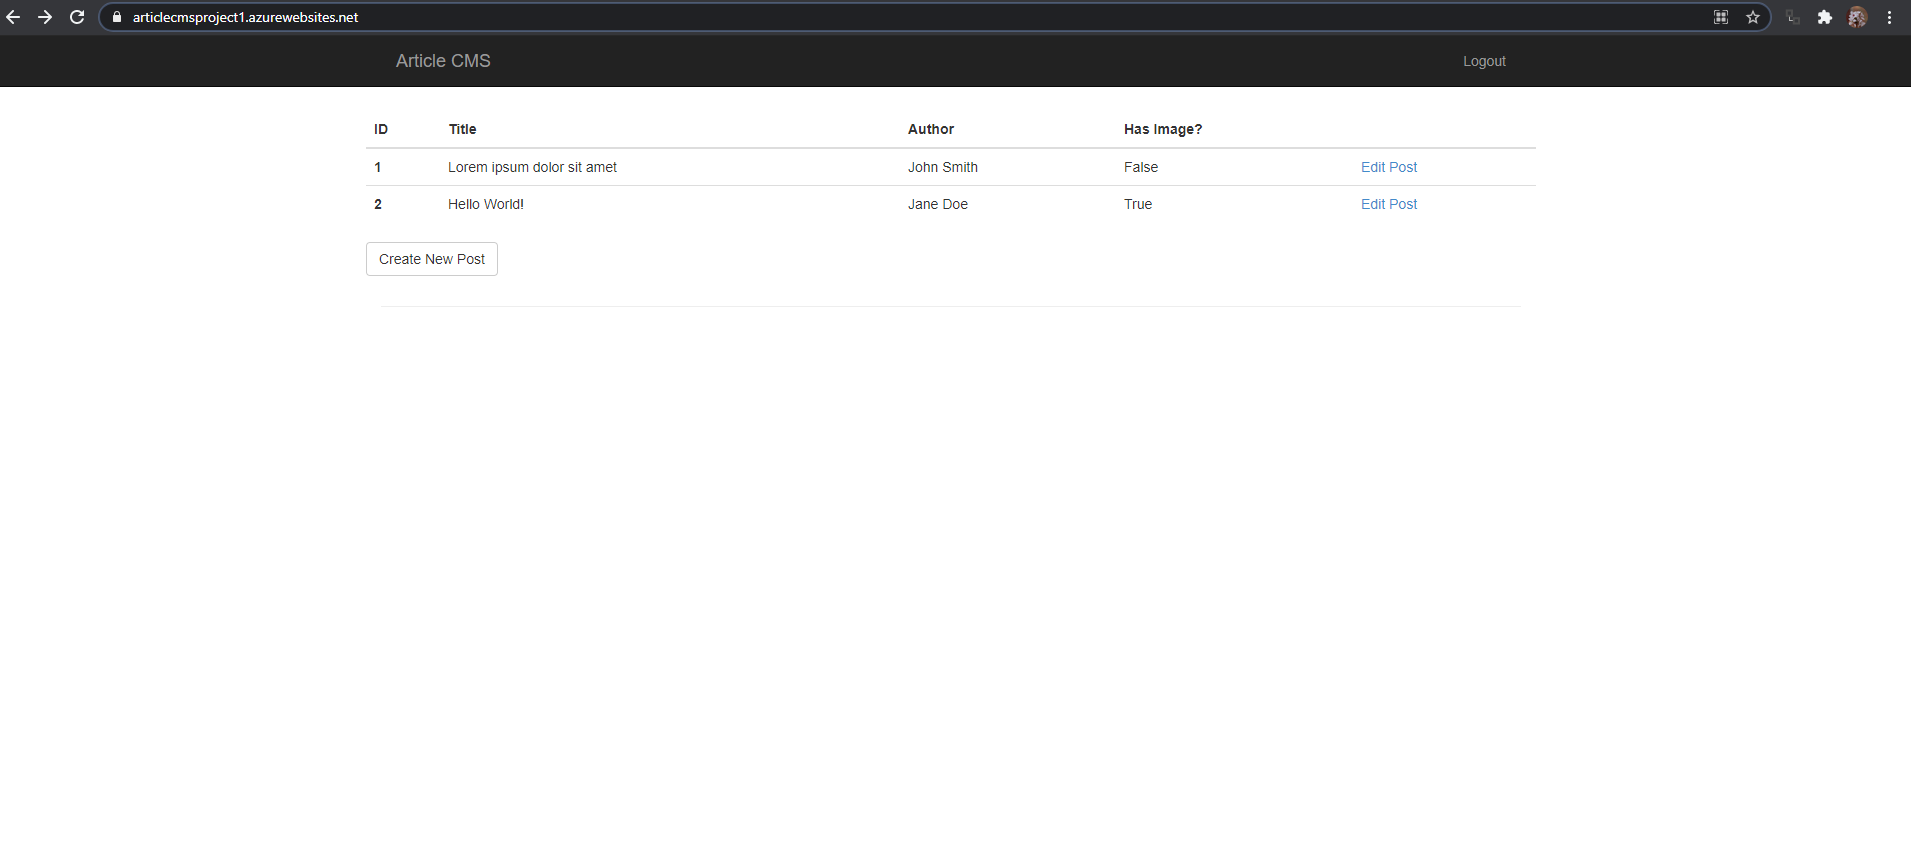 articlecmsproject1.azurewebsites.net
Article CMS Logout
ID Title Author Has Image?
1 Lorem ipsum dolor sit amet John Smith False Edit Post
2 Hello World! Jane Doe True Edit Post
Create New Post